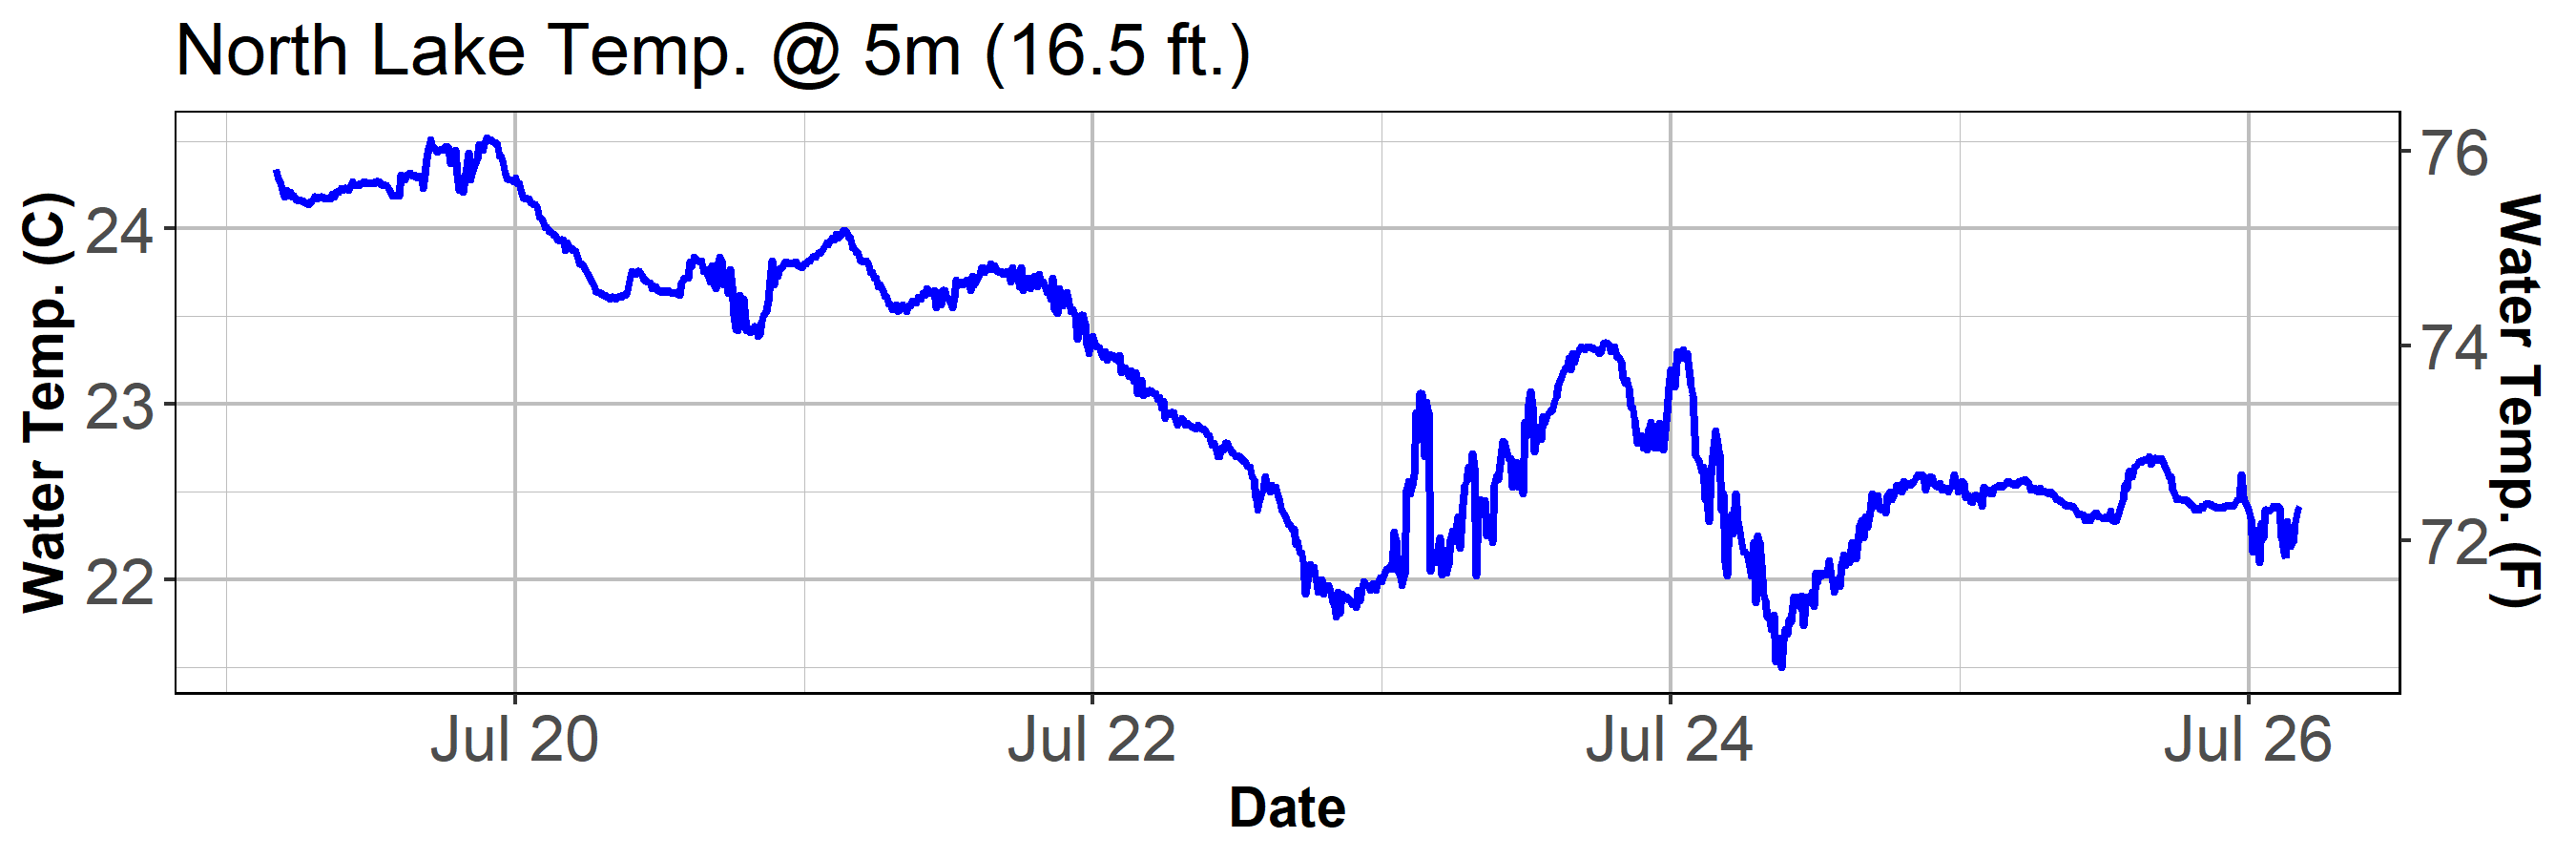 North Lake Temp. @ 5m (16.5 ft.)
Water Temp. (C)
24
23
22
76
74
72
Water Temp. (F)
Jul 20
Jul 22
Jul 24
Jul 26
Date